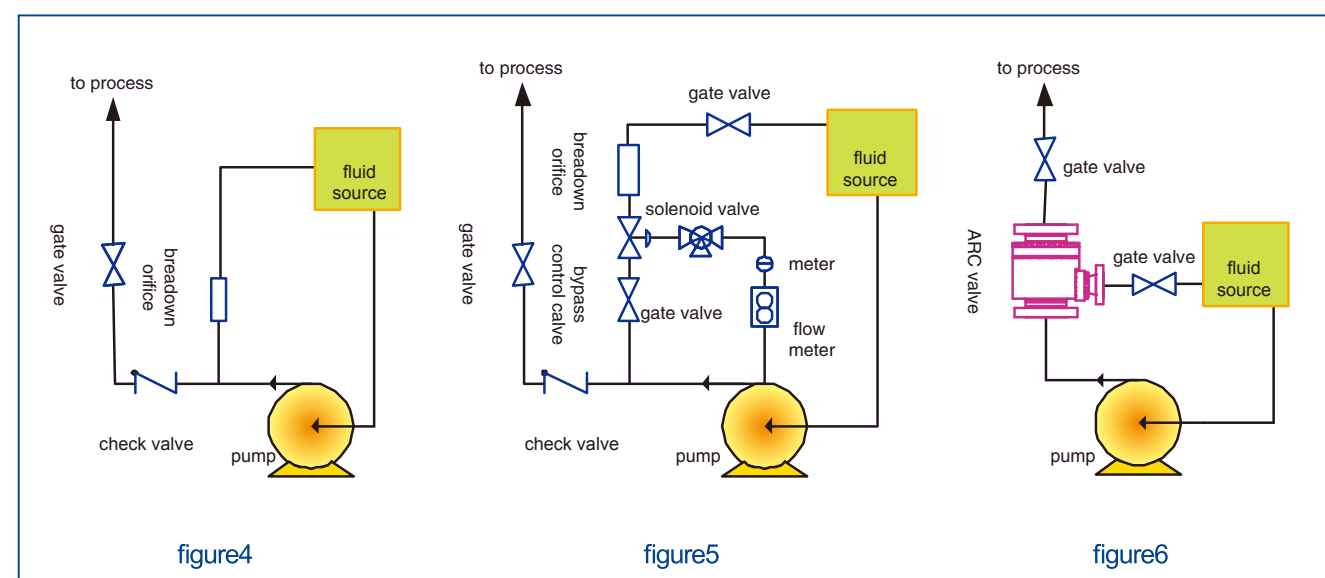 to process
fluid
source
gate valve
breadown
orifice
check valve
pump
figure4
to process
gate valve
breadown
orifice
fluid
source
solenoid valve
gate valve
bypass
control calve
meter
gate valve
flow
meter
check valve
pump
figure5
to process
gate valve
ARC valve
gate valve
fluid
source
pump
figure6